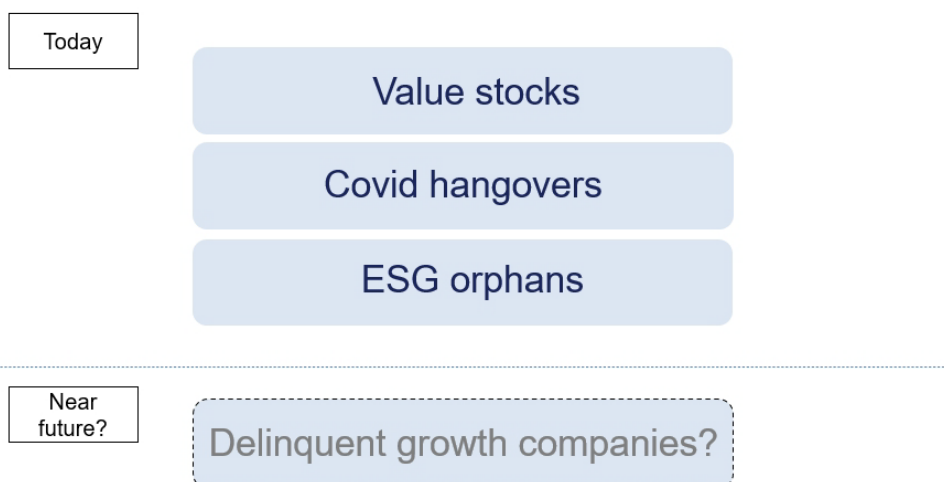 Today
Value stocks
Covid hangovers
ESG orphans
Near
future?
Delinquent growth companies?